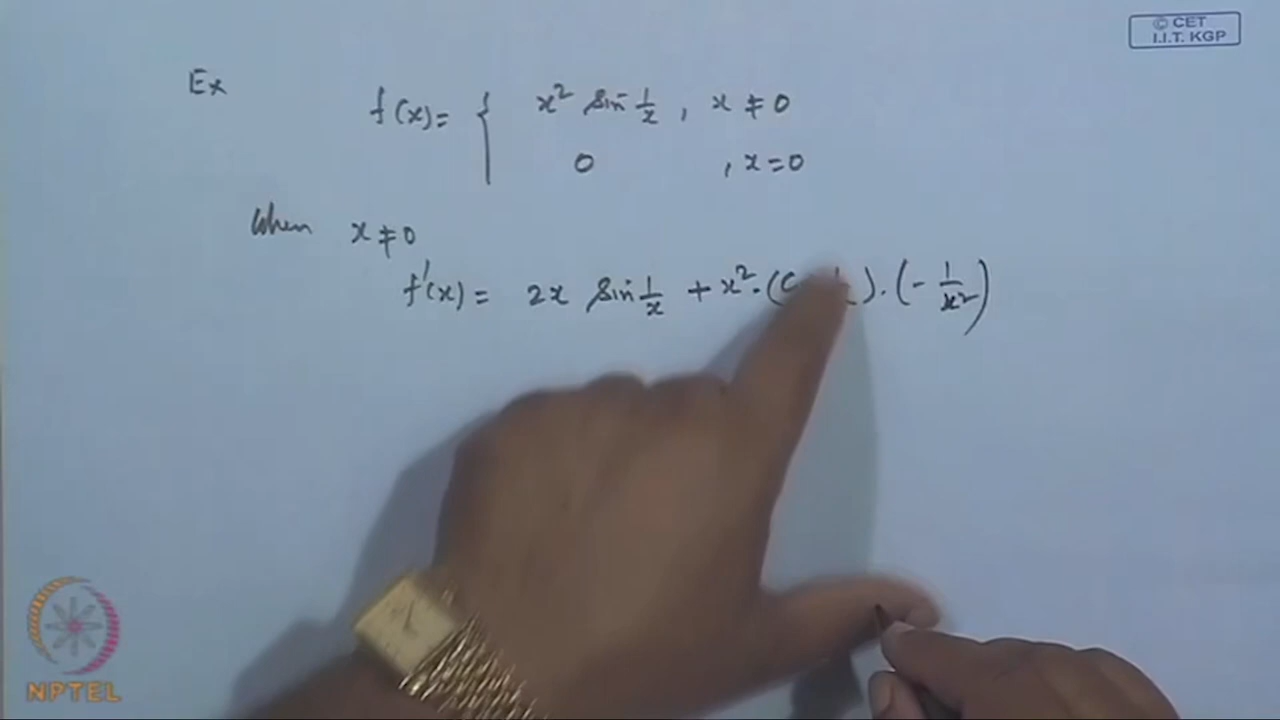 © CET
I.I.T. KGP
Ex
f(x) = { x² sin 1/x , x ≠ 0
0 , x = 0
When x ≠ 0
f'(x) = 2x sin 1/x + x² · ( ) · (- 1/x²)
NPTEL